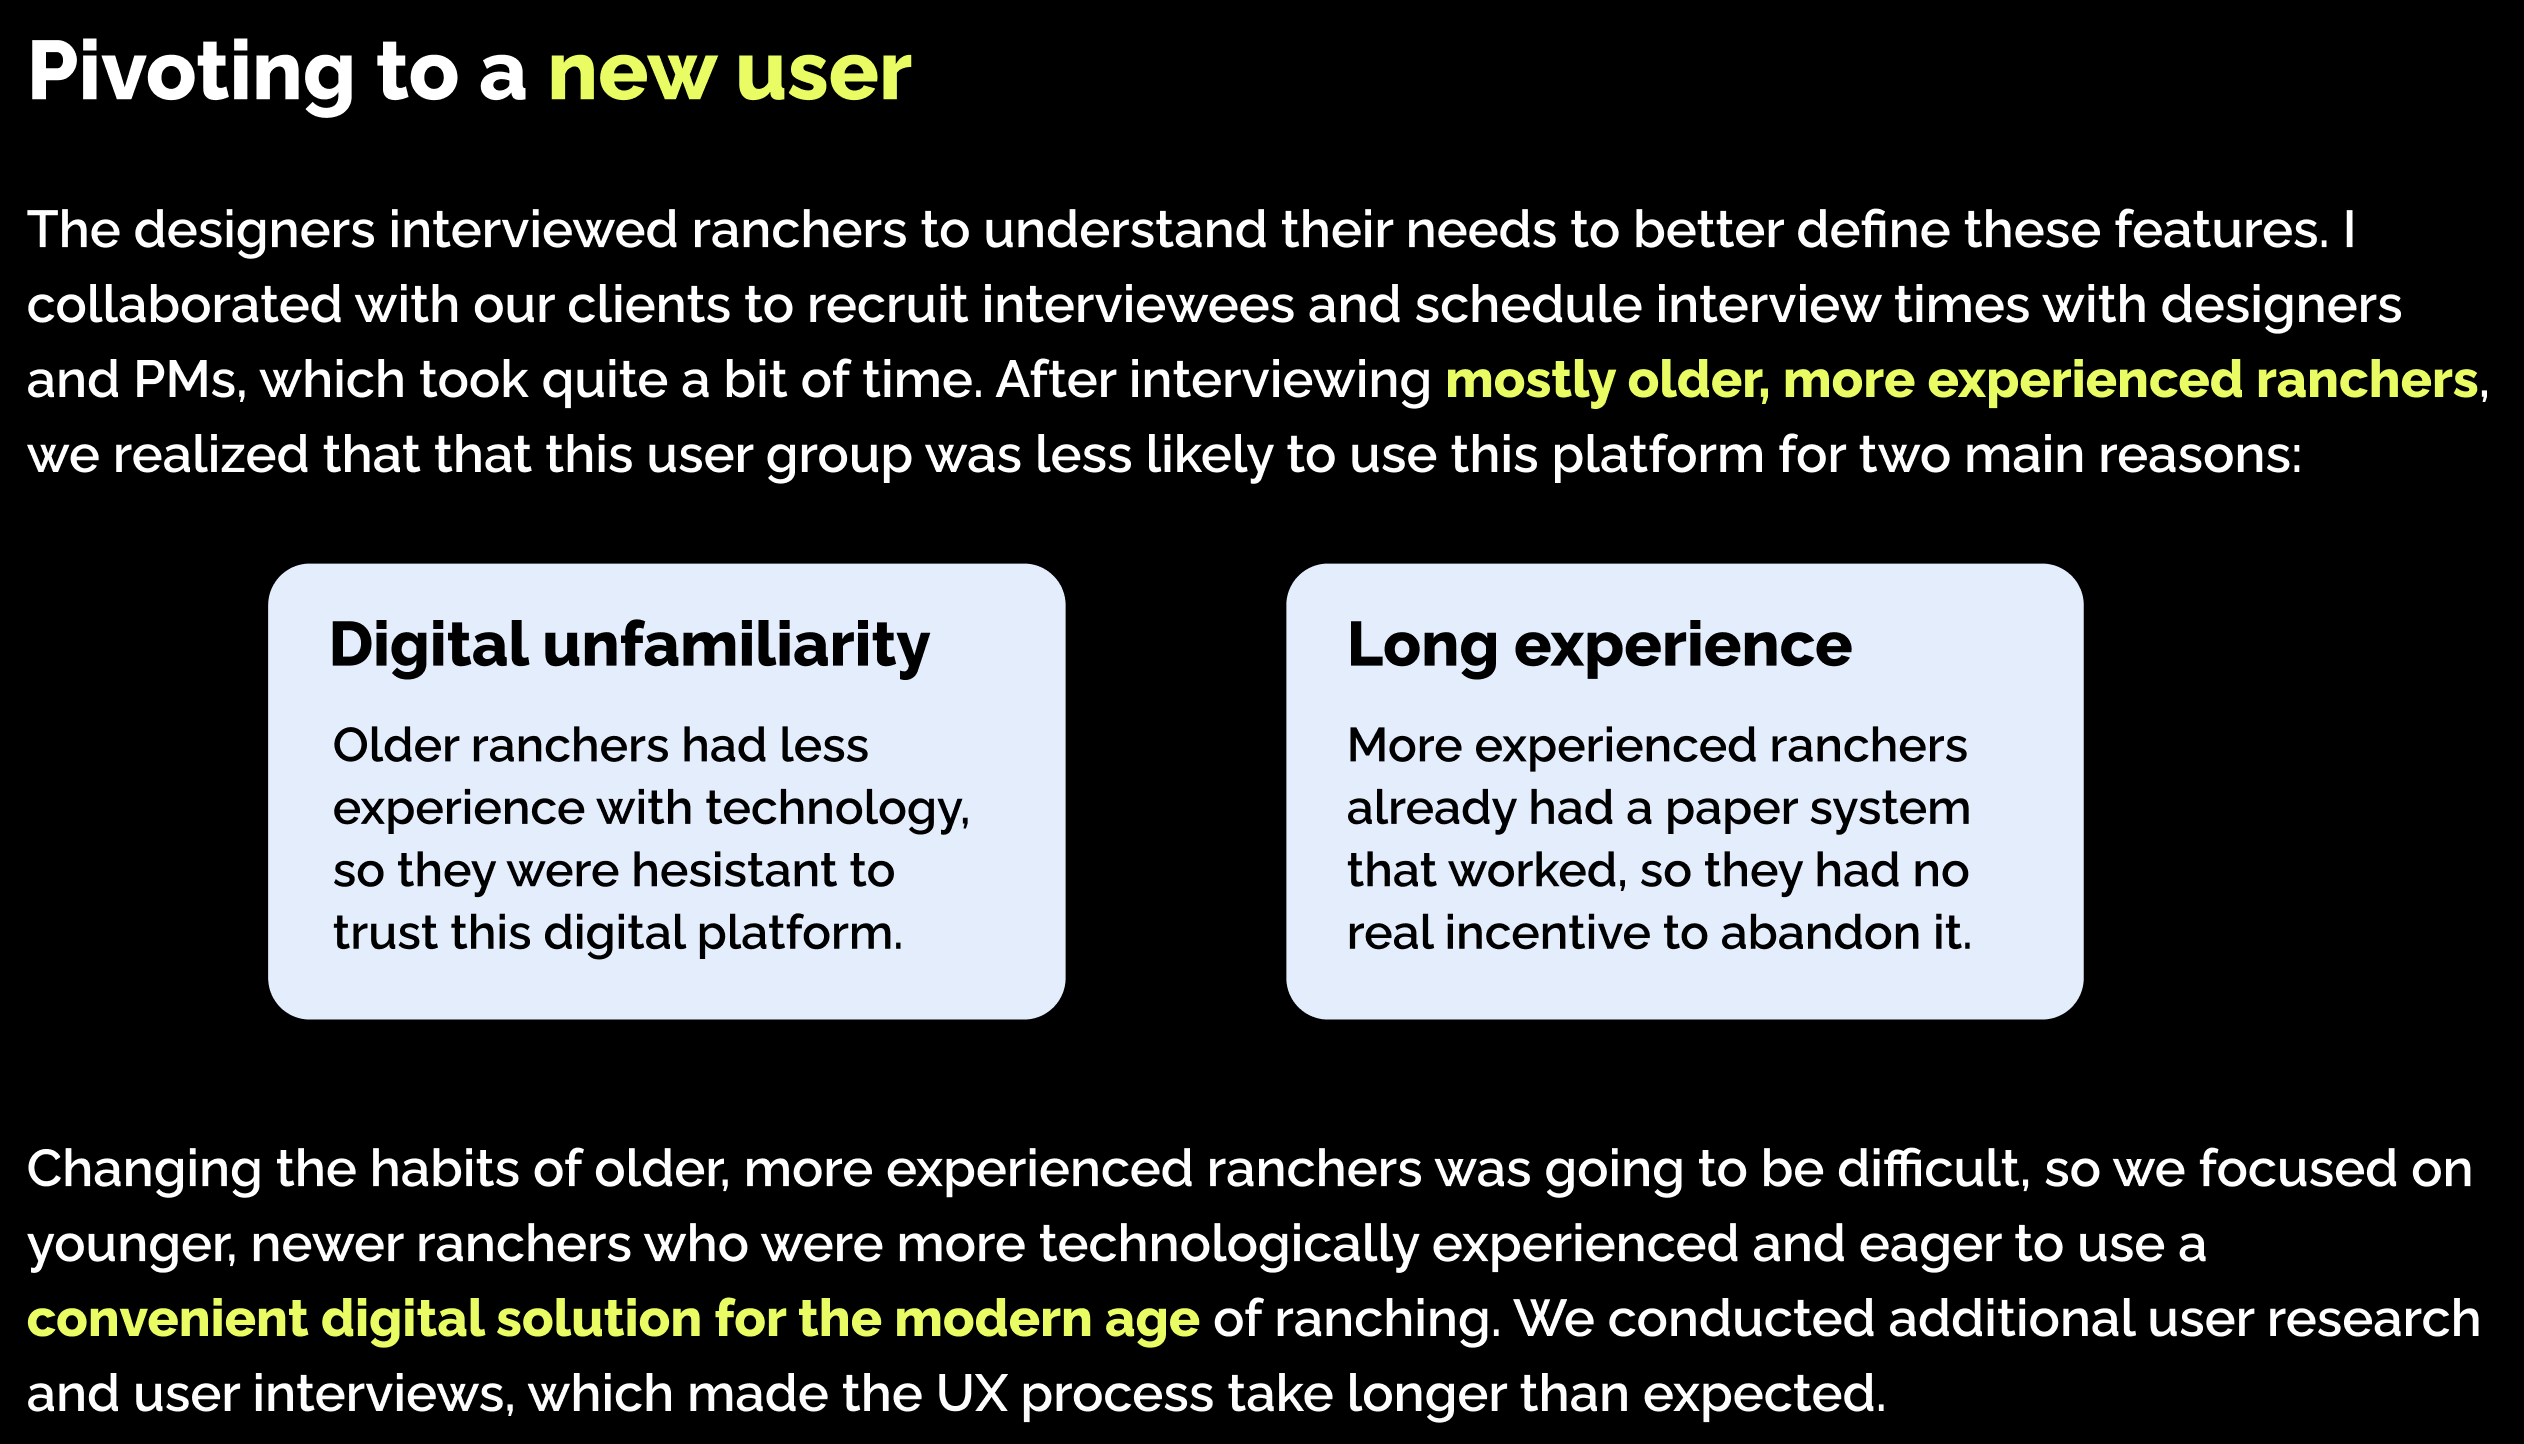 Pivoting to a new user
The designers interviewed ranchers to understand their needs to better define these features. I
collaborated with our clients to recruit interviewees and schedule interview times with designers
and PMs, which took quite a bit of time. After interviewing mostly older, more experienced ranchers,
we realized that that this user group was less likely to use this platform for two main reasons:
Digital unfamiliarity
Older ranchers had less
experience with technology,
so they were hesistant to
trust this digital platform.
Long experience
More experienced ranchers
already had a paper system
that worked, so they had no
real incentive to abandon it.
Changing the habits of older, more experienced ranchers was going to be difficult, so we focused on
younger, newer ranchers who were more technologically experienced and eager to use a
convenient digital solution for the modern age of ranching. We conducted additional user research
and user interviews, which made the UX process take longer than expected.